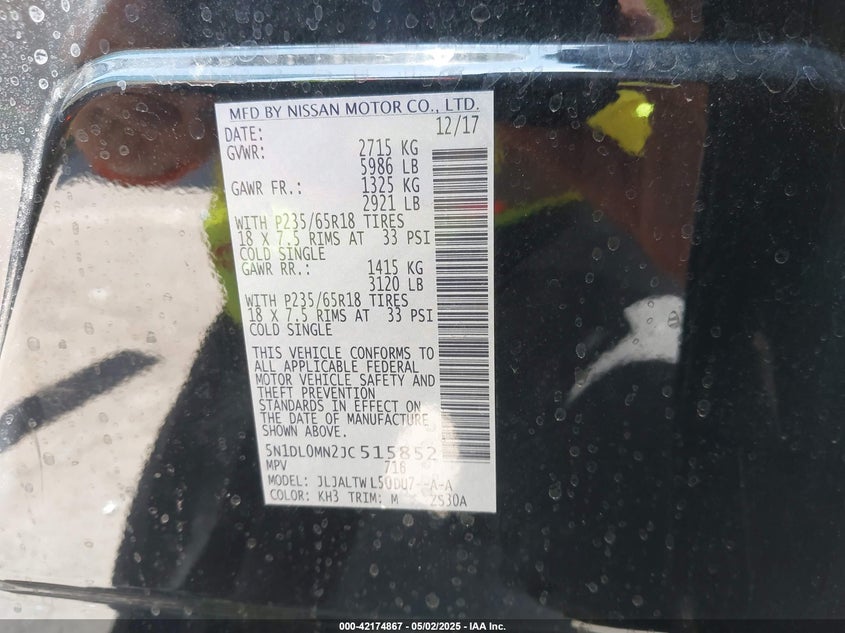 MFD BY NISSAN MOTOR CO., LTD.
DATE: 12/17
GVWR: 2715 KG
5986 LB
GAWR FR.: 1325 KG
2921 LB
WITH P235/65R18 TIRES
18 X 7.5 RIMS AT 33 PSI
COLD SINGLE
GAWR RR.: 1415 KG
3120 LB
WITH P235/65R18 TIRES
18 X 7.5 RIMS AT 33 PSI
COLD SINGLE
THIS VEHICLE CONFORMS TO
ALL APPLICABLE FEDERAL
MOTOR VEHICLE SAFETY AND
THEFT PREVENTION
STANDARDS IN EFFECT ON
THE DATE OF MANUFACTURE
SHOWN ABOVE.
5N1DL0MN2JC515852
MPV 718
MODEL: JLJALTW
COLOR: KH3 TRIM: M 2S30A
000-42174867 - 05/02/2025 - IAA Inc.